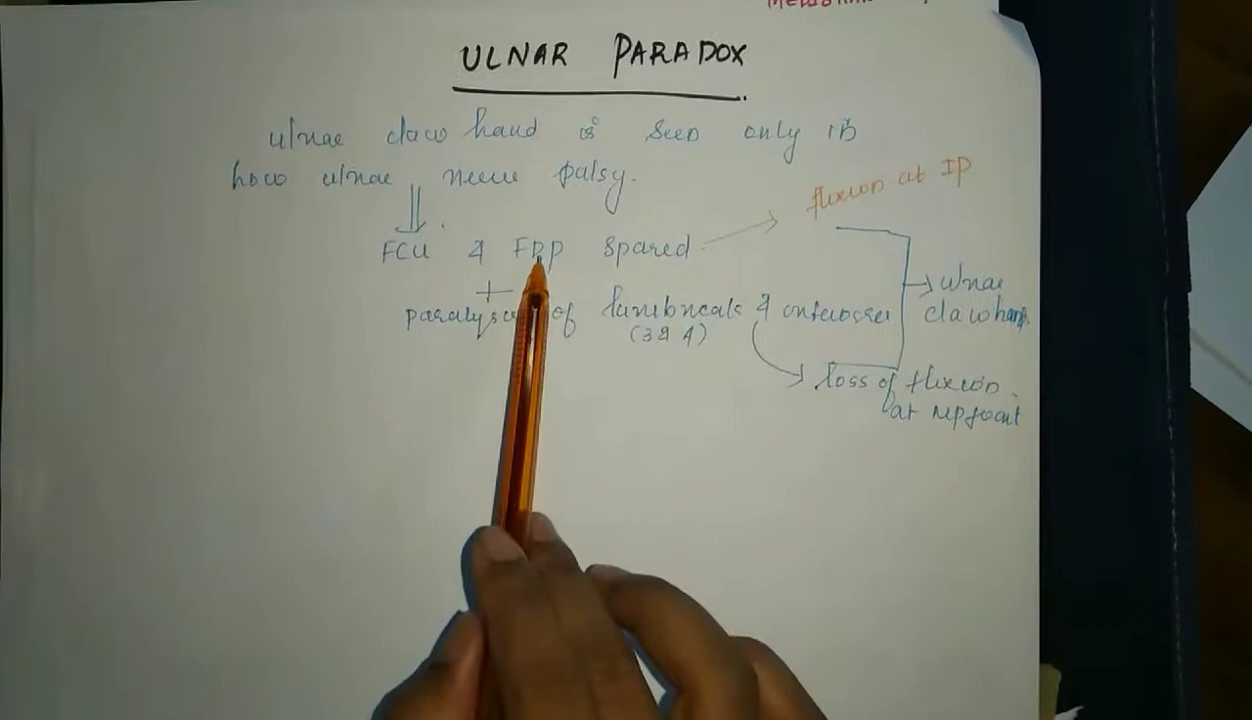 ULNAR PARADOX
ulnar claw hand is seen only in
low ulnar nerve palsy.
FCU & FDP spared
flexion at IP
+
paralysis of lumbricals & interossei
(3&4)
ulnar
claw hand.
loss of flexion
at MP joint